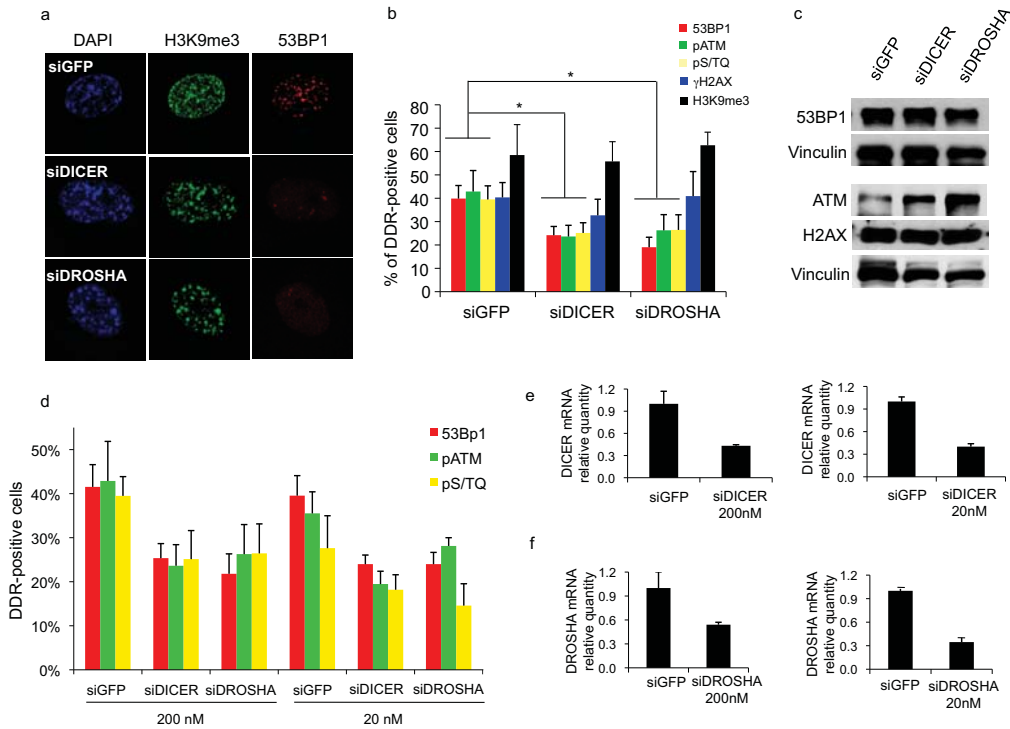 a
DAPI H3K9me3 53BP1
siGFP
siDICER
siDROSHA
b
53BP1
pATM
pS/TQ
γH2AX
H3K9me3
*
*
% of DDR-positive cells
80
70
60
50
40
30
20
10
0
siGFP siDICER siDROSHA
c
siGFP siDICER siDROSHA
53BP1
Vinculin
ATM
H2AX
Vinculin
d
53Bp1
pATM
pS/TQ
DDR-positive cells
50%
40%
30%
20%
10%
0%
siGFP siDICER siDROSHA siGFP siDICER siDROSHA
200 nM 20 nM
e
DICER mRNA
relative quantity
1.2
0.9
0.6
0.3
0.0
siGFP siDICER
200nM
DICER mRNA
relative quantity
1.2
0.9
0.6
0.3
0.0
siGFP siDICER
20nM
f
DROSHA mRNA
relative quantity
1.2
0.9
0.6
0.3
0.0
siGFP siDROSHA
200nM
DROSHA mRNA
relative quantity
1.2
0.9
0.6
0.3
0.0
siGFP siDROSHA
20nM